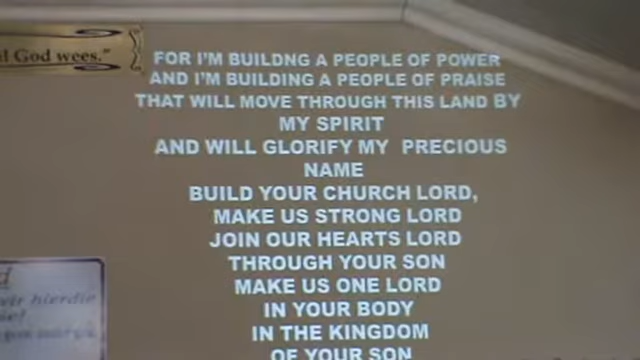 God wees."
FOR I'M BUILDNG A PEOPLE OF POWER
AND I'M BUILDING A PEOPLE OF PRAISE
THAT WILL MOVE THROUGH THIS LAND BY
MY SPIRIT
AND WILL GLORIFY MY PRECIOUS
NAME
BUILD YOUR CHURCH LORD,
MAKE US STRONG LORD
JOIN OUR HEARTS LORD
THROUGH YOUR SON
MAKE US ONE LORD
IN YOUR BODY
IN THE KINGDOM
OF YOUR SON
hierdie